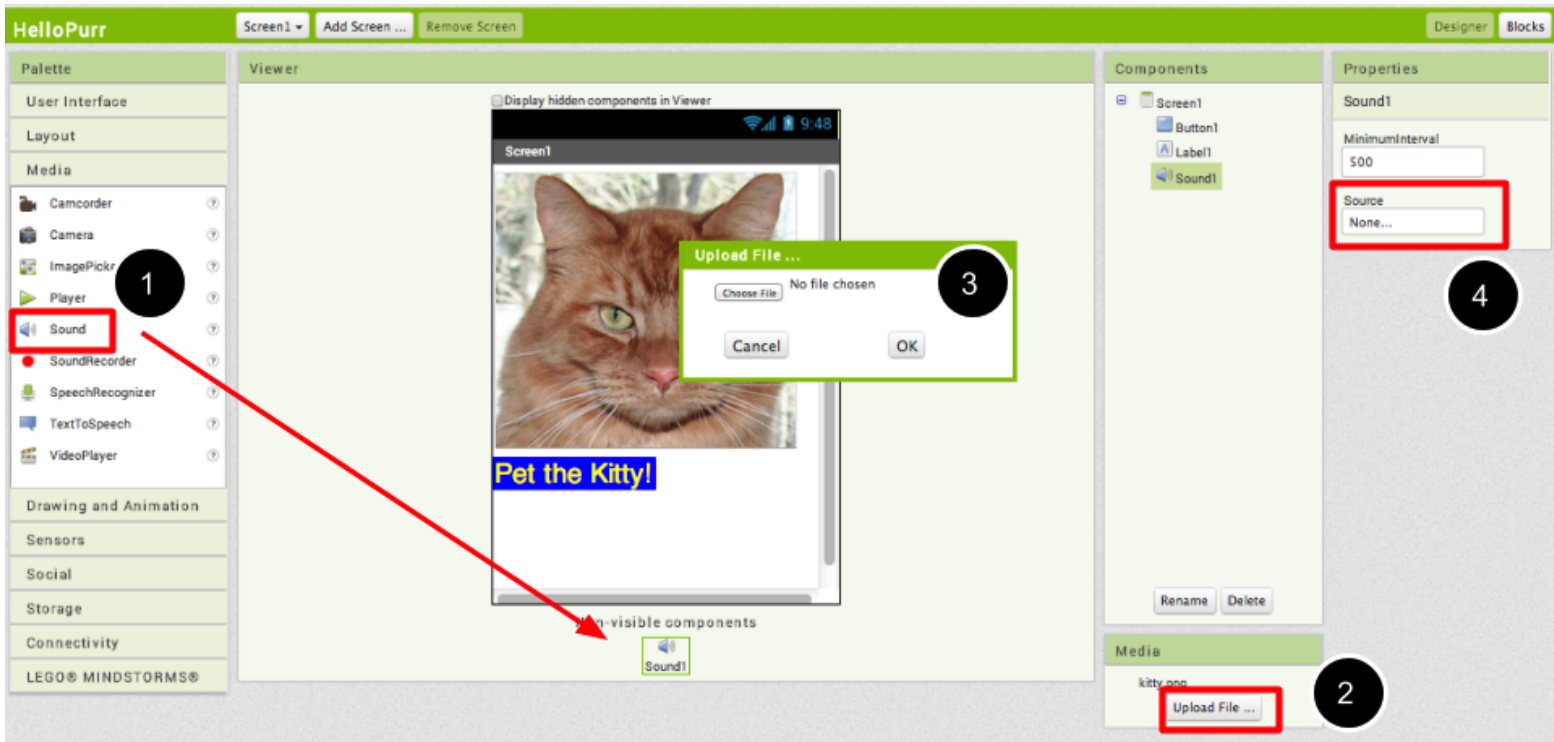 HelloPurr
Screen1
Add Screen ...
Remove Screen
Designer
Blocks
Palette
User Interface
Layout
Media
Camcorder
Camera
1
Player
Sound
SoundRecorder
SpeechRecognizer
TextToSpeech
VideoPlayer
Drawing and Animation
Sensors
Social
Storage
Connectivity
LEGO® MINDSTORMS®
Viewer
Display hidden components in Viewer
9:48
Screen1
Pet the Kitty!
Upload File ...
Choose File No file chosen
3
Cancel
OK
Non-visible components
Sound1
Components
Screen1
Button1
Label1
Sound1
Rename
Delete
Media
kitty.png
Upload File ...
2
Properties
Sound1
MinimumInterval
500
Source
None...
4